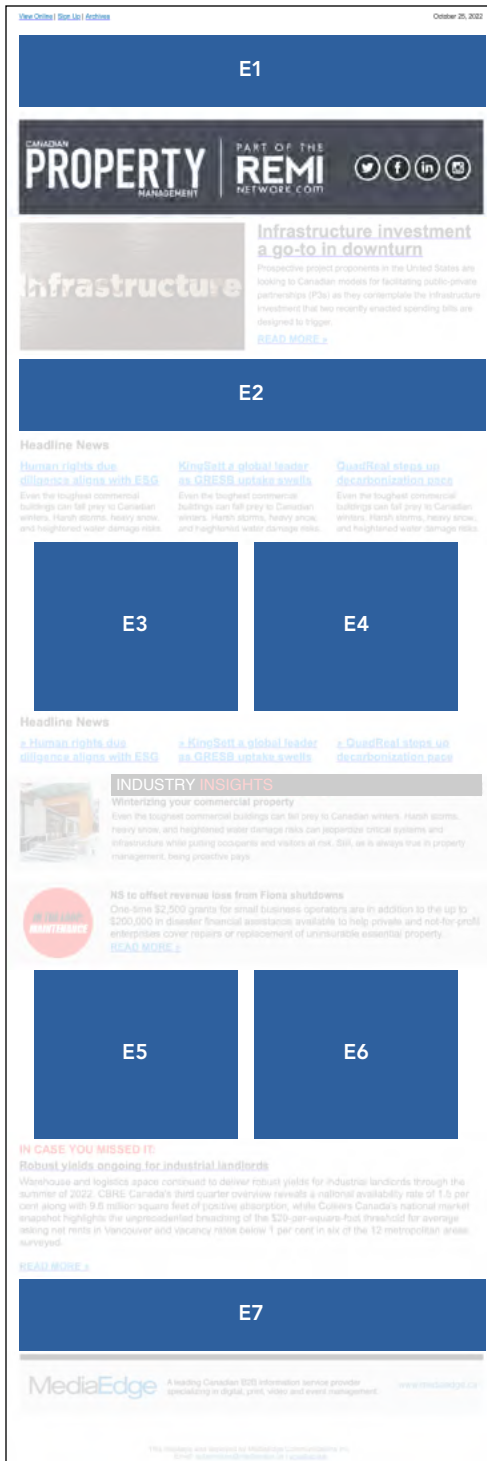 View Online | Sign Up | Archives
October 25, 2022
E1
CANADIAN
PROPERTY
MANAGEMENT
PART OF THE
REMI
NETWORK.COM
Infrastructure
Infrastructure investment
a go-to in downturn
Prospective project proponents in the United States are
looking to Canadian models for facilitating public-private
partnerships (P3s) as they contemplate the infrastructure
investment that two recently enacted spending bills are
designed to trigger.
READ MORE »
E2
Headline News
Human rights due
diligence aligns with ESG
Even the toughest commercial
buildings can fall prey to Canadian
winters. Harsh storms, heavy snow,
and heightened water damage risks
KingSett a global leader
as GRESB uptake swells
Even the toughest commercial
buildings can fall prey to Canadian
winters. Harsh storms, heavy snow,
and heightened water damage risks
QuadReal steps up
decarbonization pace
Even the toughest commercial
buildings can fall prey to Canadian
winters. Harsh storms, heavy snow,
and heightened water damage risks
E3
E4
Headline News
» Human rights due
diligence aligns with ESG
» KingSett a global leader
as GRESB uptake swells
» QuadReal steps up
decarbonization pace
INDUSTRY INSIGHTS
Winterizing your commercial property
Even the toughest commercial buildings can fall prey to Canadian winters. Harsh storms,
heavy snow, and heightened water damage risks can jeopardize critical systems and
infrastructure while putting occupants and visitors at risk. Still, as is always true in property
management, being proactive pays
MAINTENANCE
NS to offset revenue loss from Fiona shutdowns
One-time $2,500 grants for small business operators are in addition to the up to
$200,000 in disaster financial assistance available to help private and not-for-profit
enterprises cover repairs or replacement of uninsurable essential property.
READ MORE »
E5
E6
IN CASE YOU MISSED IT:
Robust yields ongoing for industrial landlords
Warehouse and logistics space continued to deliver robust yields for industrial landlords through the
summer of 2022. CBRE Canada's third quarter overview reveals a national availability rate of 1.6 per
cent along with 9.6 million square feet of positive absorption, while Colliers Canada's national market
snapshot highlights the unprecedented breaching of the $20-per-square-foot threshold for average
asking net rents in Vancouver and vacancy rates below 1 per cent in six of the 12 metropolitan areas
surveyed.
READ MORE »
E7
MediaEdge
A leading Canadian B2B information service provider
specializing in digital, print, video and event management.
www.mediaedge.ca